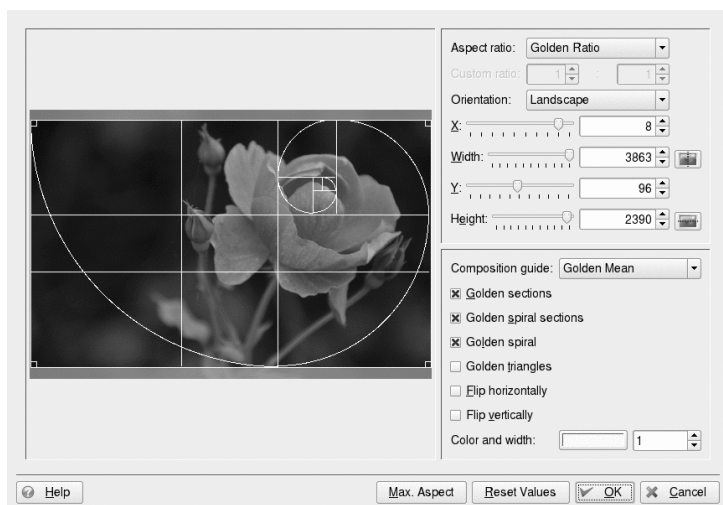 Aspect ratio: Golden Ratio
Custom ratio: 1 : 1
Orientation: Landscape
X: 8
Width: 3863
Y: 96
Height: 2390
Composition guide: Golden Mean
Golden sections
Golden spiral sections
Golden spiral
Golden triangles
Flip horizontally
Flip vertically
Color and width: 1
Help Max. Aspect Reset Values OK Cancel